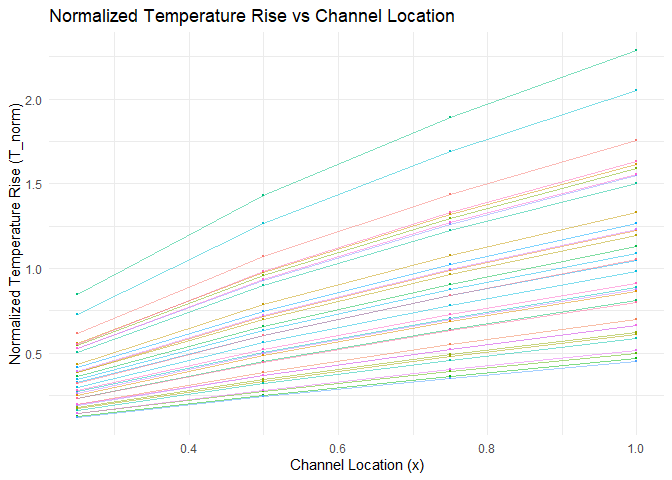 Normalized Temperature Rise vs Channel Location
Normalized Temperature Rise (T_norm)
2.0
1.5
1.0
0.5
0.4
0.6
0.8
1.0
Channel Location (x)